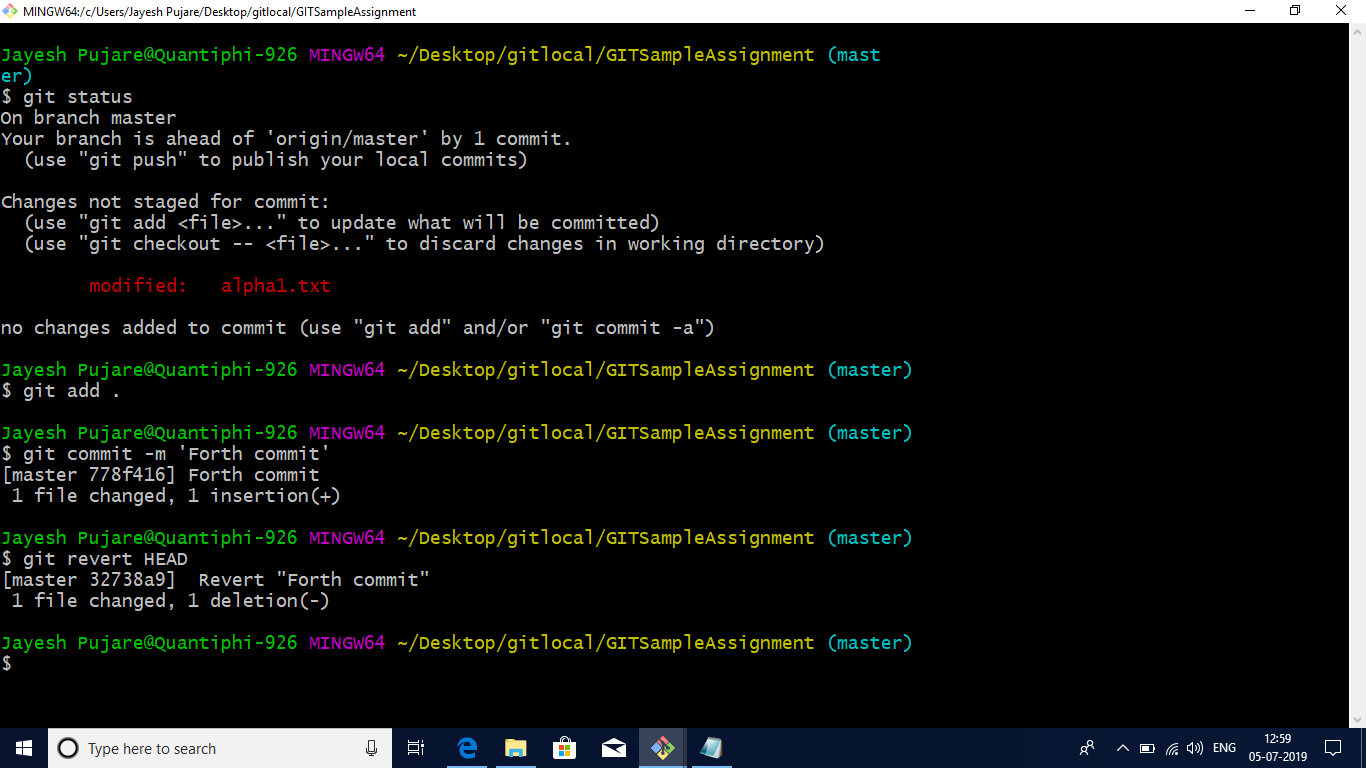 MINGW64:/c/Users/Jayesh Pujare/Desktop/gitlocal/GITSampleAssignment
Jayesh Pujare@Quantiphi-926 MINGW64 ~/Desktop/gitlocal/GITSampleAssignment (mast
er)
$ git status
On branch master
Your branch is ahead of 'origin/master' by 1 commit.
  (use "git push" to publish your local commits)
Changes not staged for commit:
  (use "git add <file>..." to update what will be committed)
  (use "git checkout -- <file>..." to discard changes in working directory)
        modified:   alpha1.txt
no changes added to commit (use "git add" and/or "git commit -a")
Jayesh Pujare@Quantiphi-926 MINGW64 ~/Desktop/gitlocal/GITSampleAssignment (master)
$ git add .
Jayesh Pujare@Quantiphi-926 MINGW64 ~/Desktop/gitlocal/GITSampleAssignment (master)
$ git commit -m 'Forth commit'
[master 778f416] Forth commit
 1 file changed, 1 insertion(+)
Jayesh Pujare@Quantiphi-926 MINGW64 ~/Desktop/gitlocal/GITSampleAssignment (master)
$ git revert HEAD
[master 32738a9]  Revert "Forth commit"
 1 file changed, 1 deletion(-)
Jayesh Pujare@Quantiphi-926 MINGW64 ~/Desktop/gitlocal/GITSampleAssignment (master)
$
Type here to search
ENG
12:59
05-07-2019